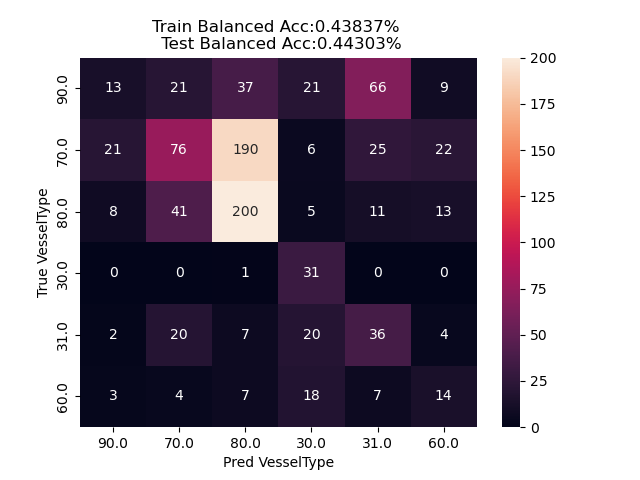 Train Balanced Acc:0.43837%
Test Balanced Acc:0.44303%
True VesselType
90.0 13 21 37 21 66 9
70.0 21 76 190 6 25 22
80.0 8 41 200 5 11 13
30.0 0 0 1 31 0 0
31.0 2 20 7 20 36 4
60.0 3 4 7 18 7 14
90.0 70.0 80.0 30.0 31.0 60.0
Pred VesselType
200
175
150
125
100
75
50
25
0